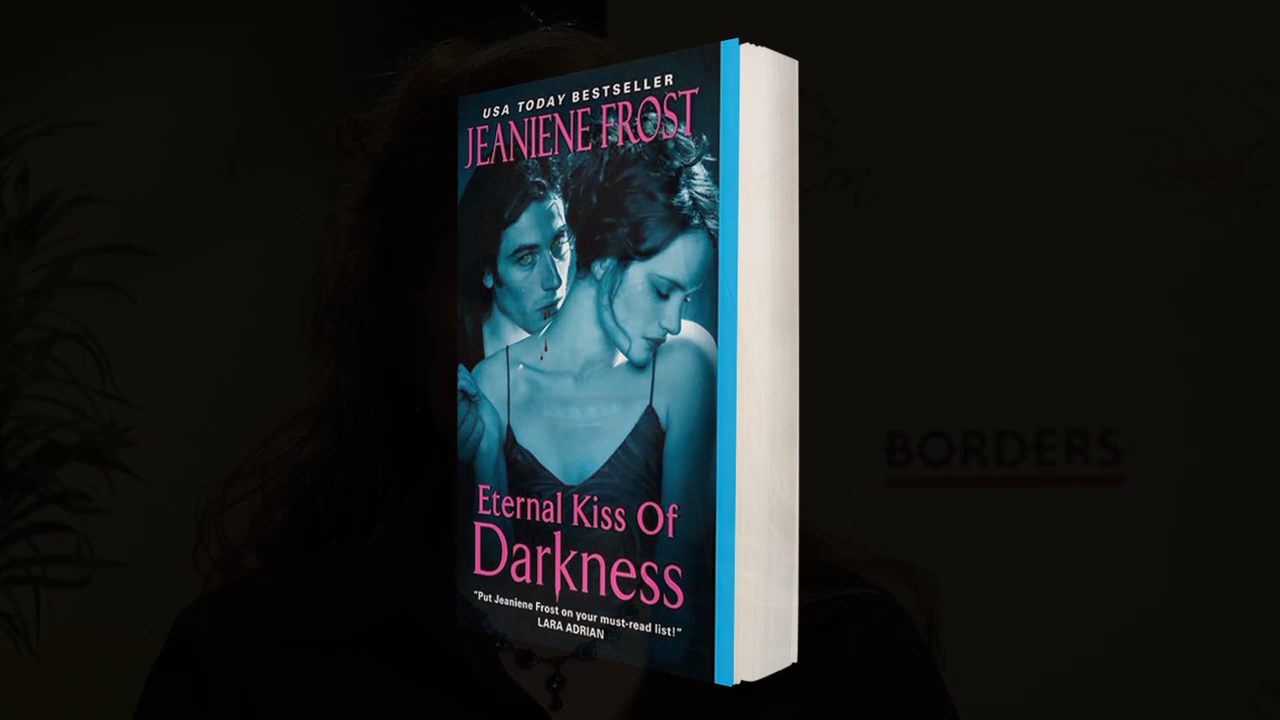 USA TODAY BESTSELLER
JEANIENE FROST
Eternal Kiss Of
Darkness
"Put Jeaniene Frost on your must-read list!"
LARA ADRIAN
BORDERS